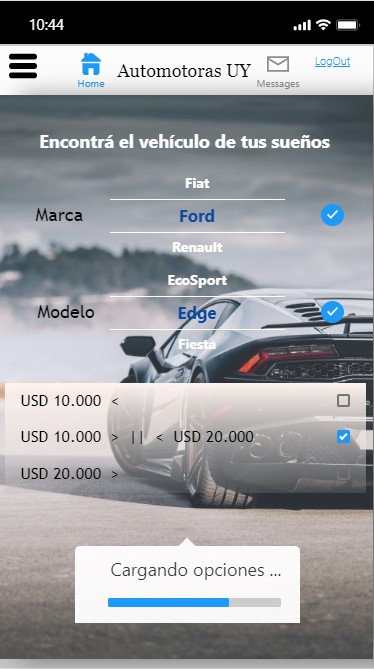 10:44
Automotoras UY
LogOut
Home
Messages
Encontrá el vehículo de tus sueños
Fiat
Marca
Ford
Renault
EcoSport
Modelo
Edge
Fiesta
USD 10.000 <
USD 10.000 > || < USD 20.000
USD 20.000 >
Cargando opciones ...